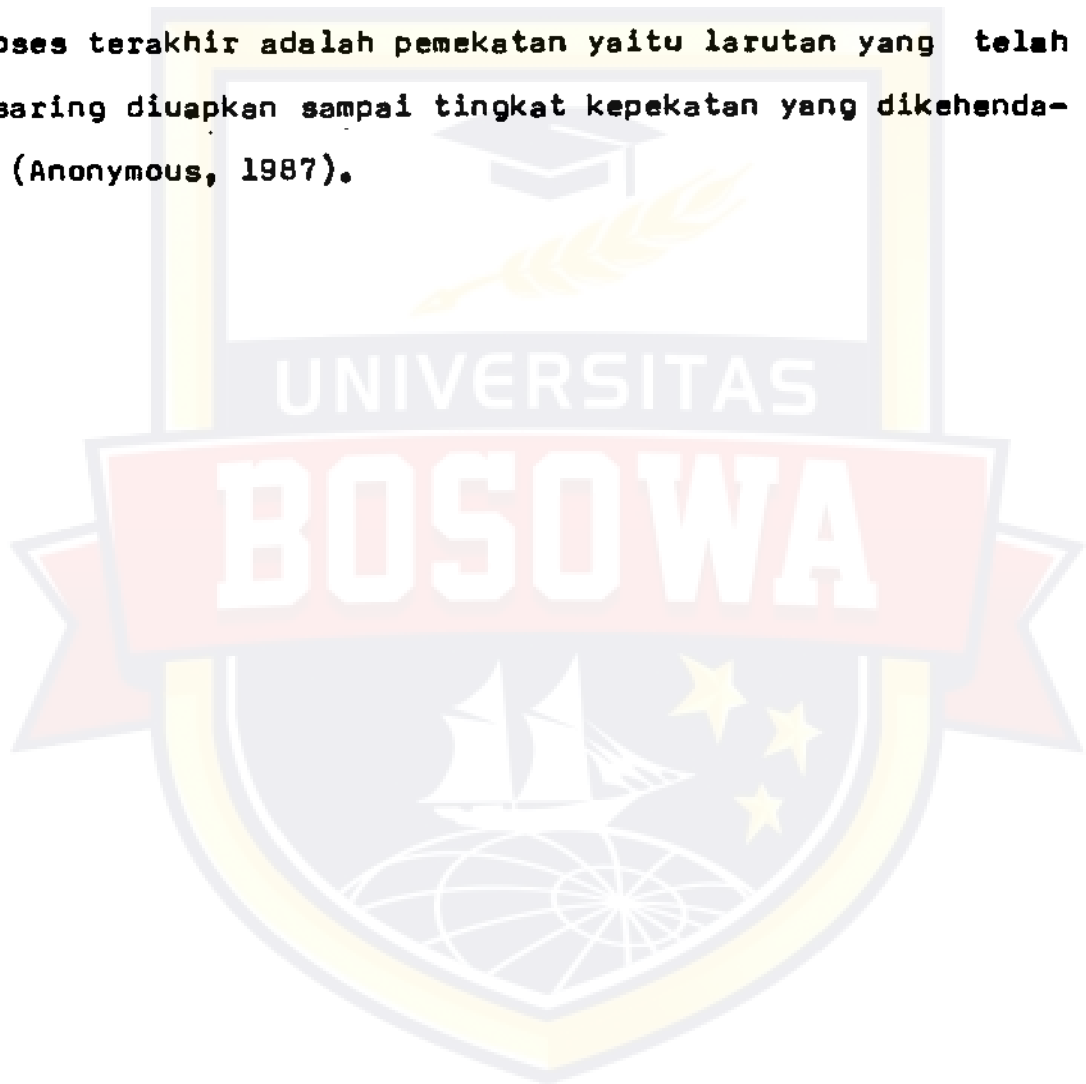 oses terakhir adalah pemekatan yaitu larutan yang telah
saring diuapkan sampai tingkat kepekatan yang dikehenda-
(Anonymous, 1987).
UNIVERSITAS
BOSOWA